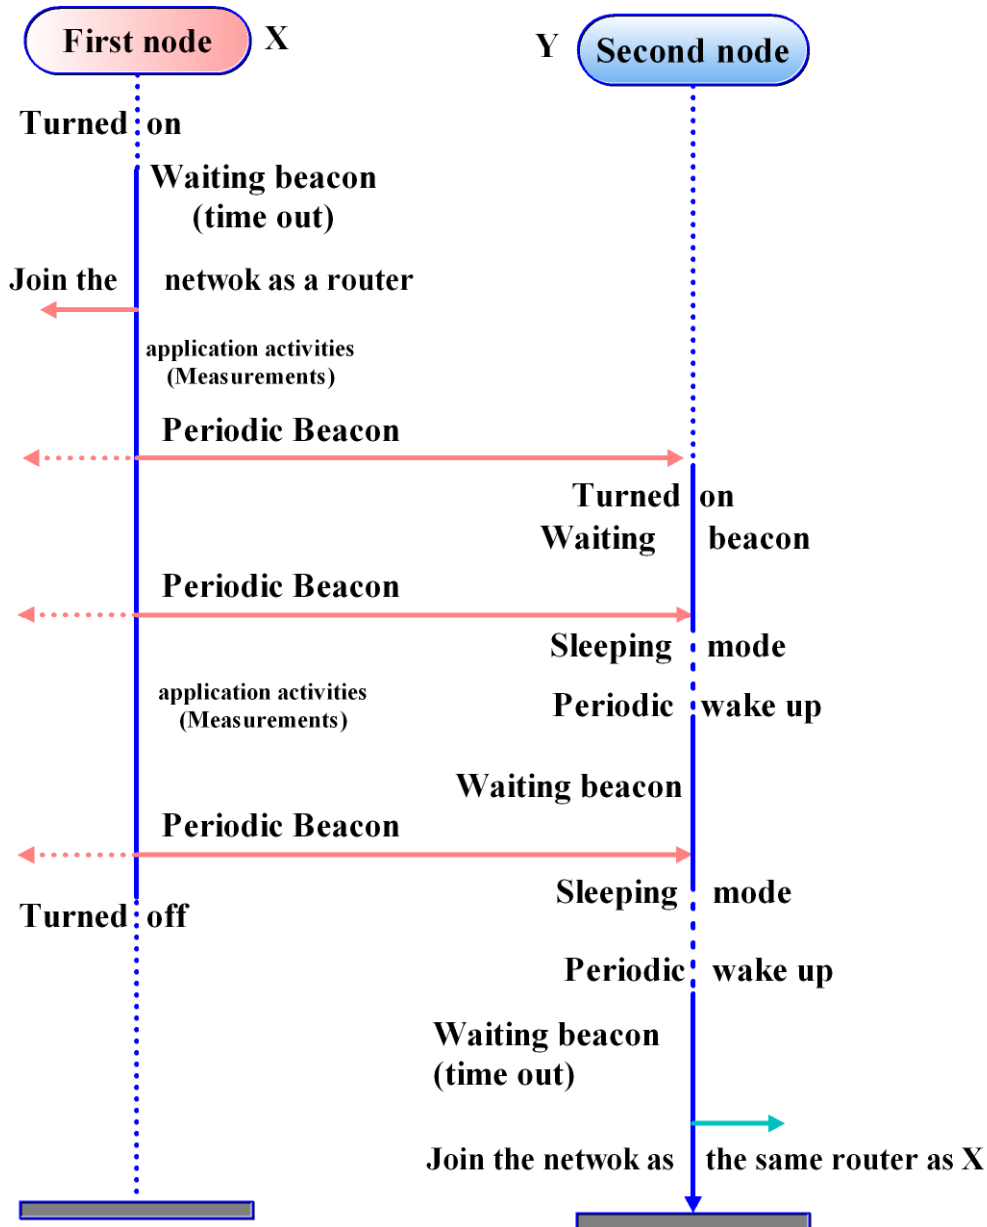 First node X
Y Second node
Turned on
Waiting beacon
(time out)
Join the netwok as a router
application activities
(Measurements)
Periodic Beacon
Turned on
Waiting beacon
Periodic Beacon
Sleeping mode
application activities
(Measurements)
Periodic wake up
Waiting beacon
Periodic Beacon
Sleeping mode
Turned off
Periodic wake up
Waiting beacon
(time out)
Join the netwok as the same router as X